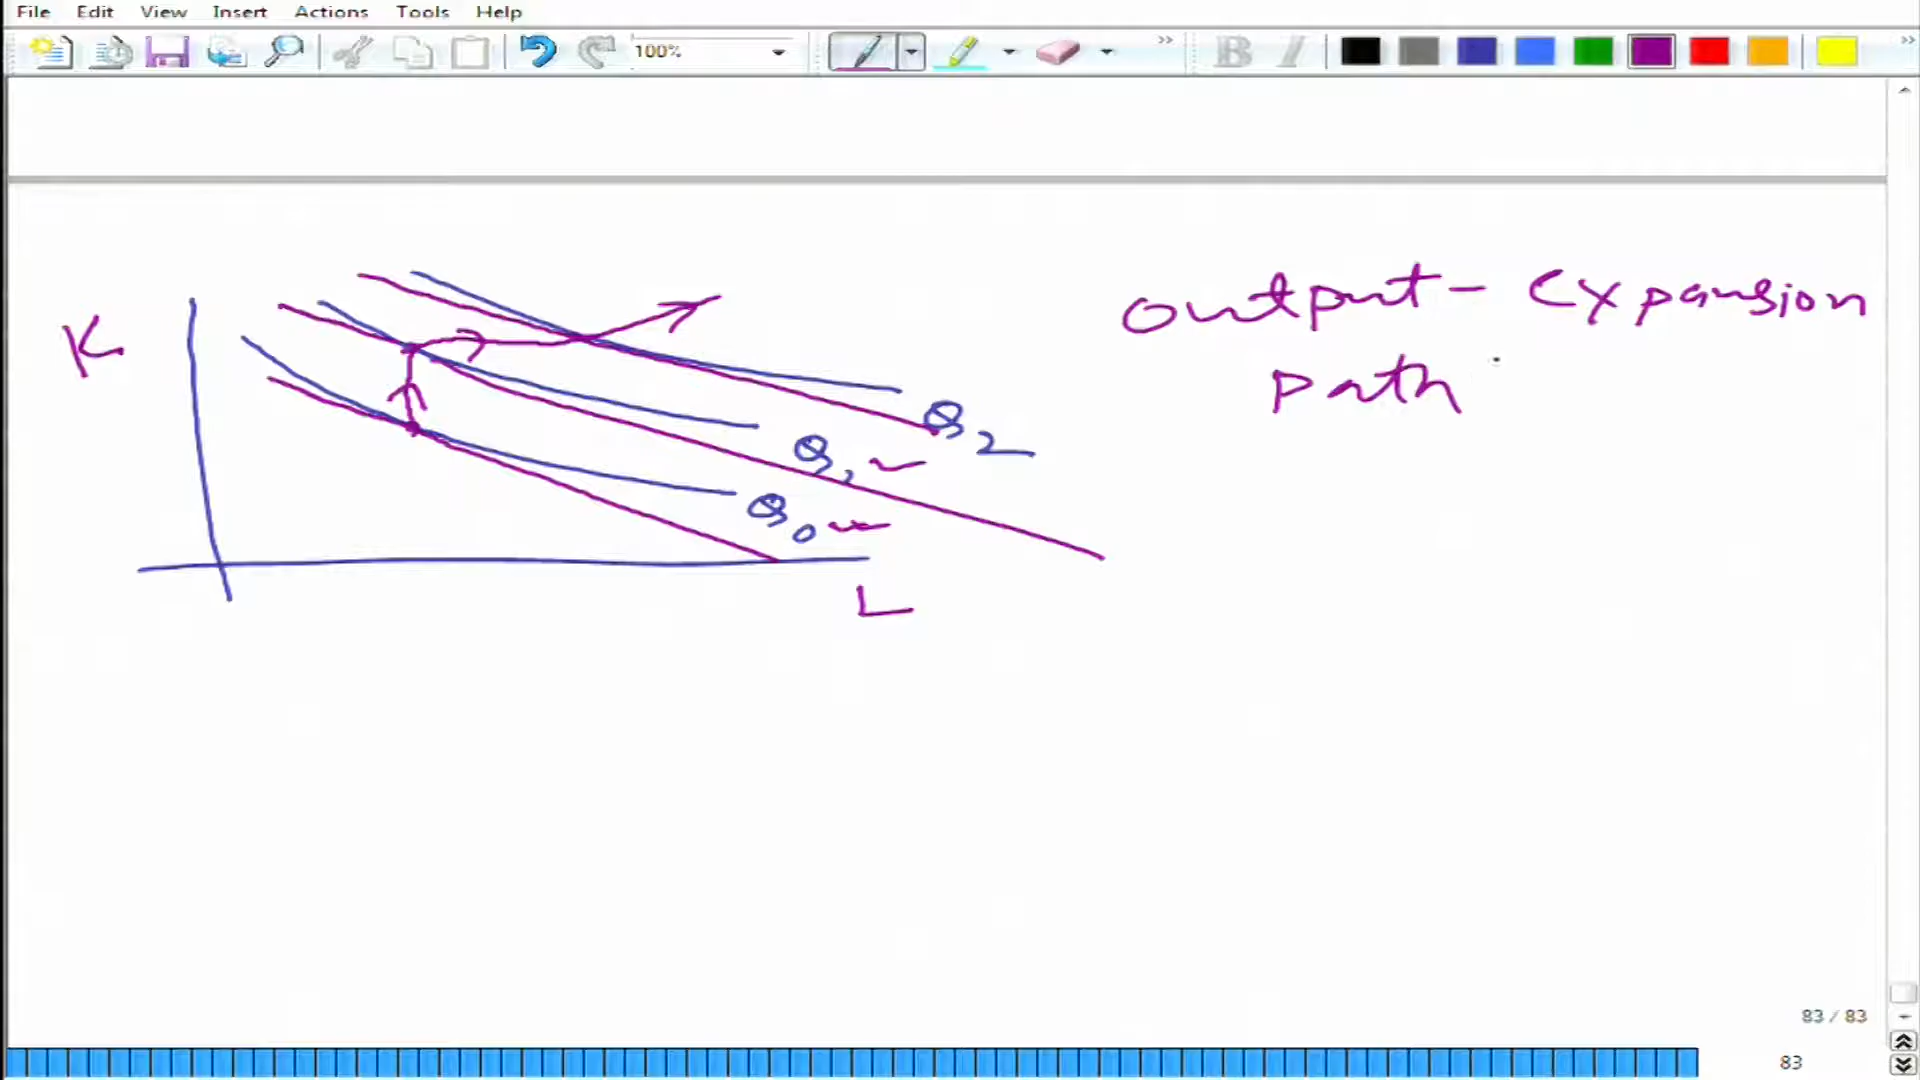 File Edit View Insert Actions Tools Help
100%
B I
Output - Expansion
Path
K
Q2
Q1
Q0
L
83 / 83
83